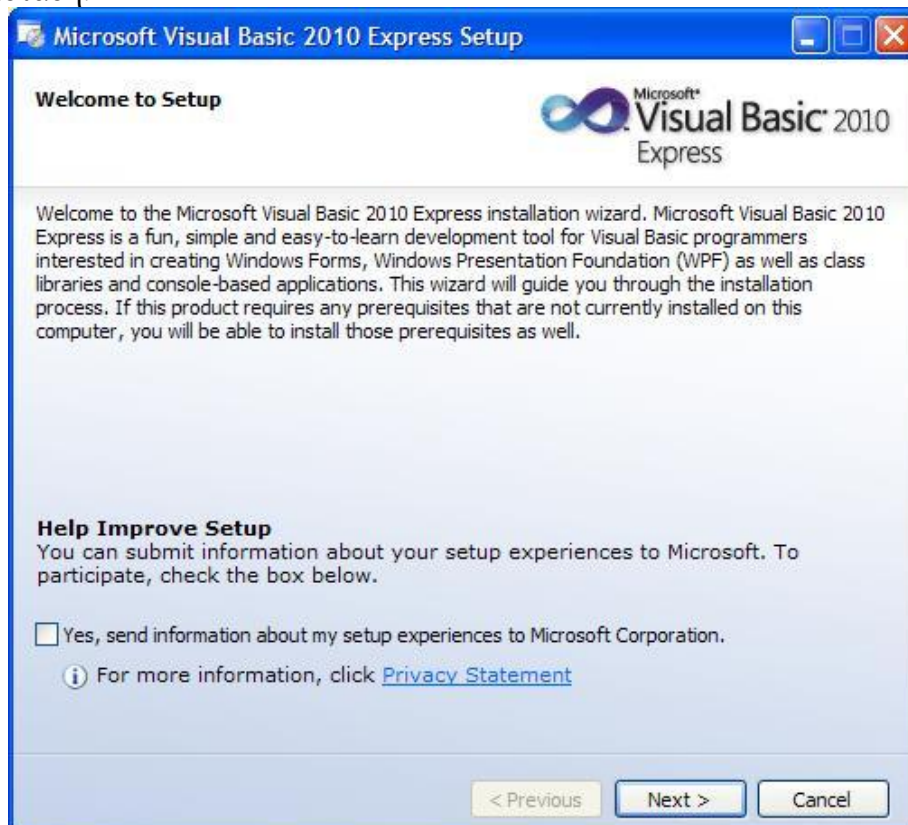 Microsoft Visual Basic 2010 Express Setup
Welcome to Setup
Microsoft®
Visual Basic® 2010
Express
Welcome to the Microsoft Visual Basic 2010 Express installation wizard. Microsoft Visual Basic 2010
Express is a fun, simple and easy-to-learn development tool for Visual Basic programmers
interested in creating Windows Forms, Windows Presentation Foundation (WPF) as well as class
libraries and console-based applications. This wizard will guide you through the installation
process. If this product requires any prerequisites that are not currently installed on this
computer, you will be able to install those prerequisites as well.
Help Improve Setup
You can submit information about your setup experiences to Microsoft. To
participate, check the box below.
Yes, send information about my setup experiences to Microsoft Corporation.
For more information, click Privacy Statement
< Previous Next > Cancel